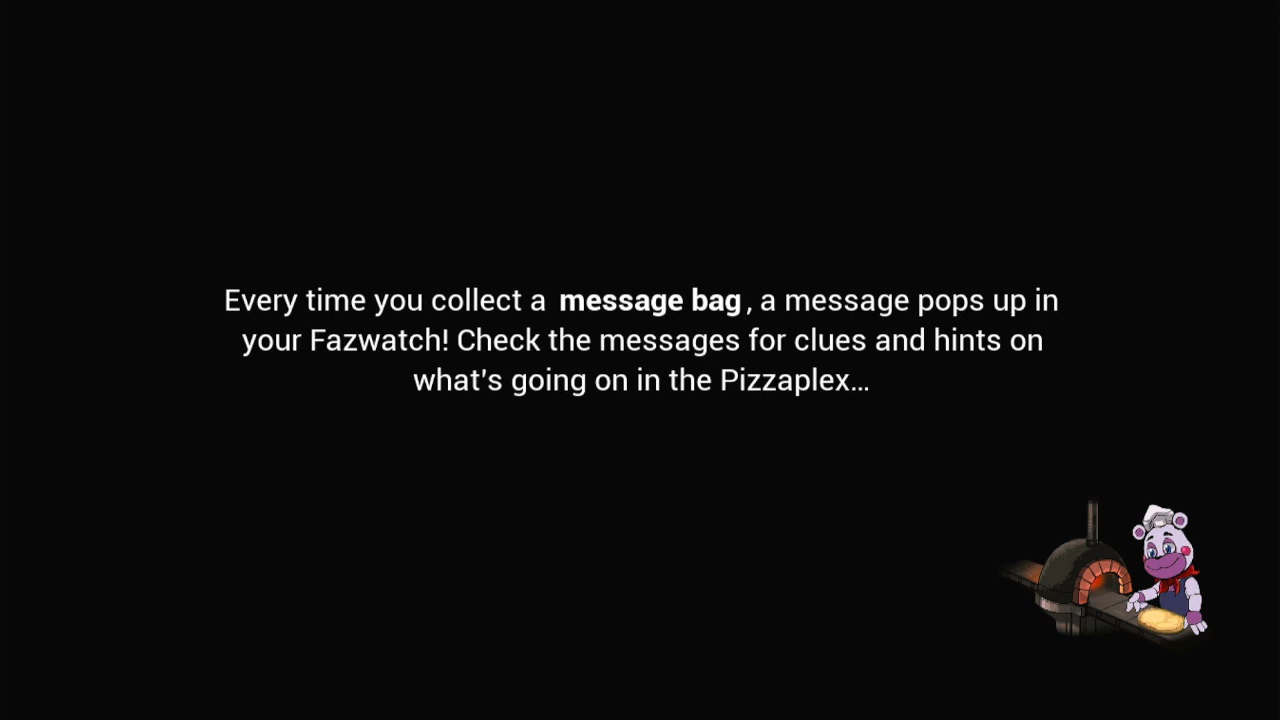 Every time you collect a message bag, a message pops up in
your Fazwatch! Check the messages for clues and hints on
what's going on in the Pizzaplex...